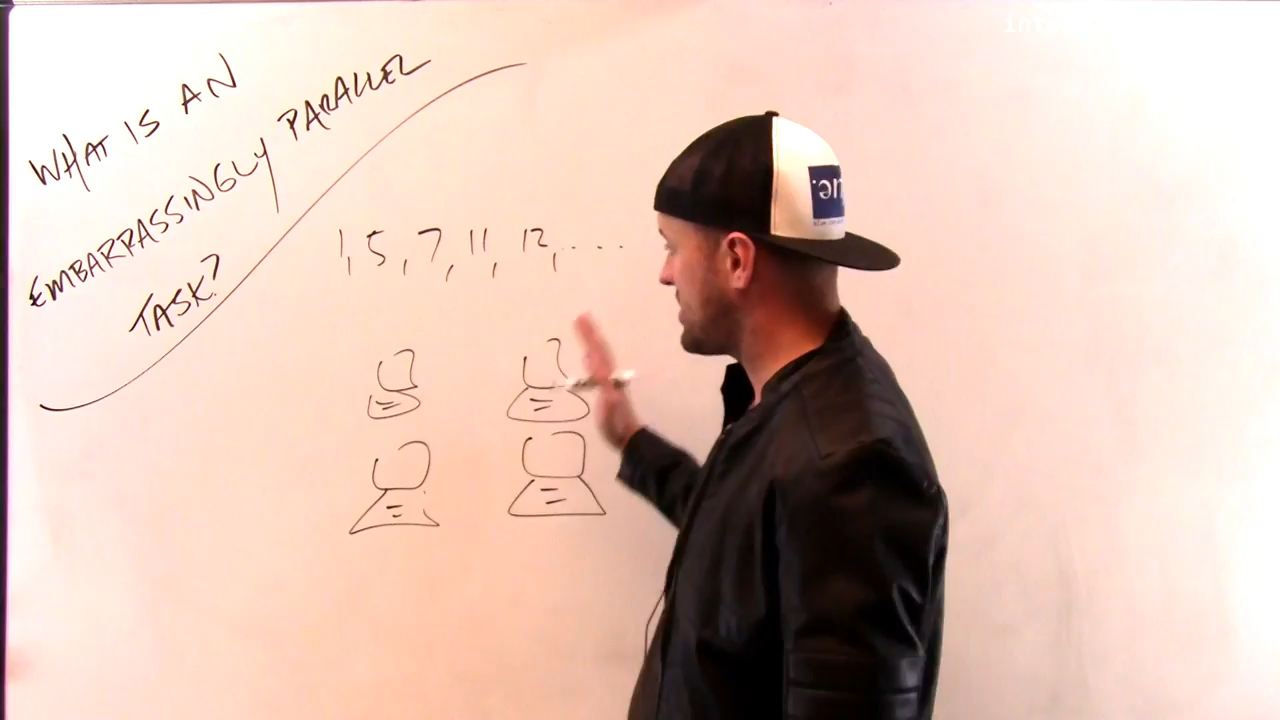 WHAT IS AN
EMBARRASSINGLY PARALLEL
TASK?
1, 5, 7, 11, 12, ....